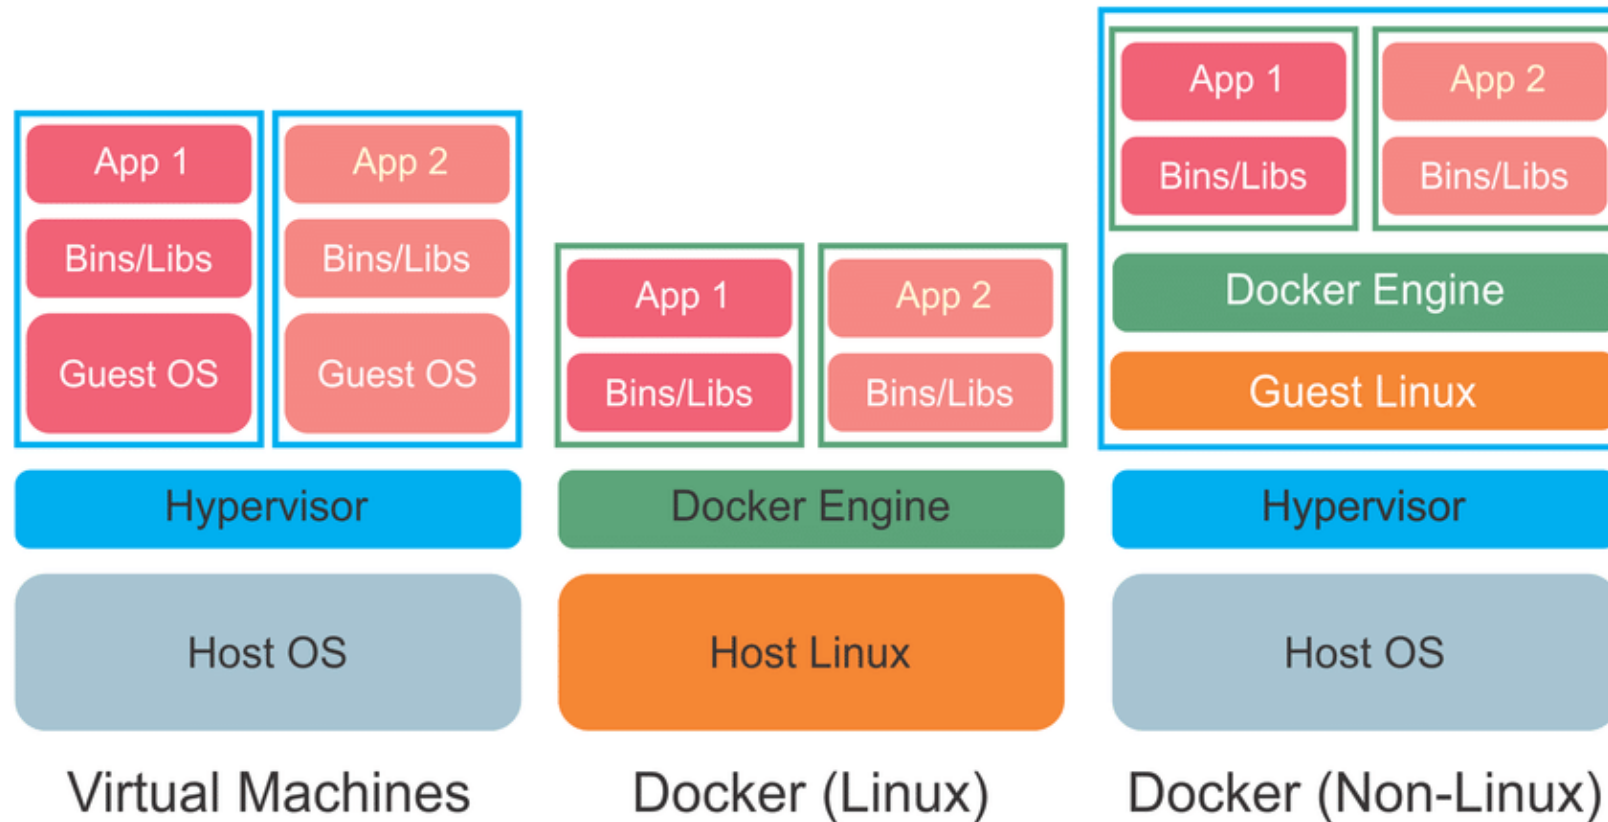 App 1
App 2
Bins/Libs
Bins/Libs
Guest OS
Guest OS
Hypervisor
Host OS
Virtual Machines
App 1
App 2
Bins/Libs
Bins/Libs
Docker Engine
Host Linux
Docker (Linux)
App 1
App 2
Bins/Libs
Bins/Libs
Docker Engine
Guest Linux
Hypervisor
Host OS
Docker (Non-Linux)